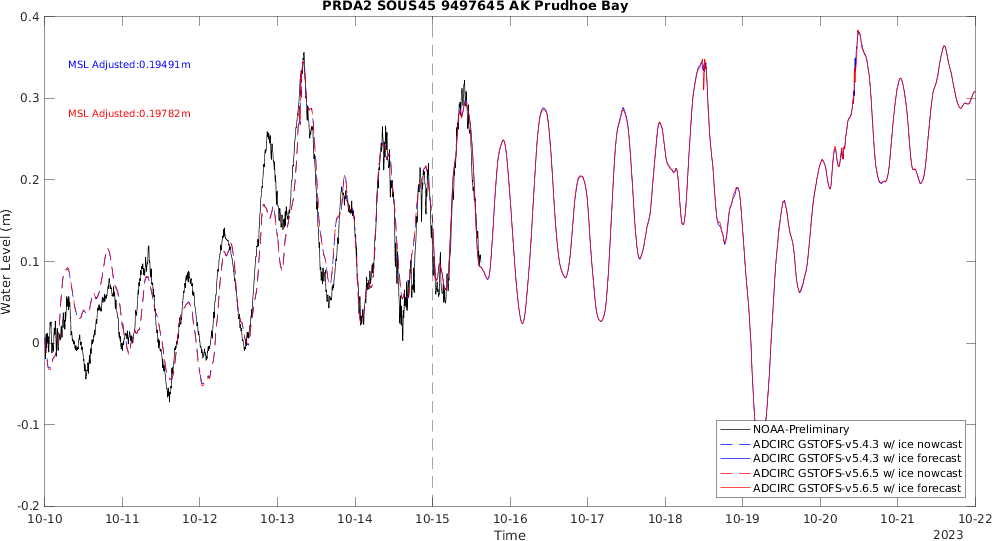 PRDA2 SOUS45 9497645 AK Prudhoe Bay
0.4
MSL Adjusted:0.19491m
0.3
MSL Adjusted:0.19782m
0.2
Water Level (m)
0.1
0
-0.1
-0.2
NOAA-Preliminary
ADCIRC GSTOFS-v5.4.3 w/ ice nowcast
ADCIRC GSTOFS-v5.4.3 w/ ice forecast
ADCIRC GSTOFS-v5.6.5 w/ ice nowcast
ADCIRC GSTOFS-v5.6.5 w/ ice forecast
10-10 10-11 10-12 10-13 10-14 10-15 10-16 10-17 10-18 10-19 10-20 10-21 10-22
Time
2023